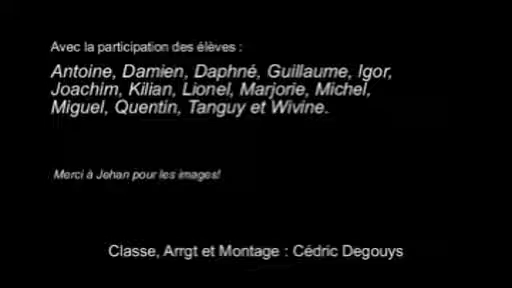 Avec la participation des élèves :
Antoine, Damien, Daphné, Guillaume, Igor,
Joachim, Kilian, Lionel, Marjorie, Michel,
Miguel, Quentin, Tanguy et Wivine.
Merci à Jehan pour les images!
Classe, Arrgt et Montage : Cédric Degouys